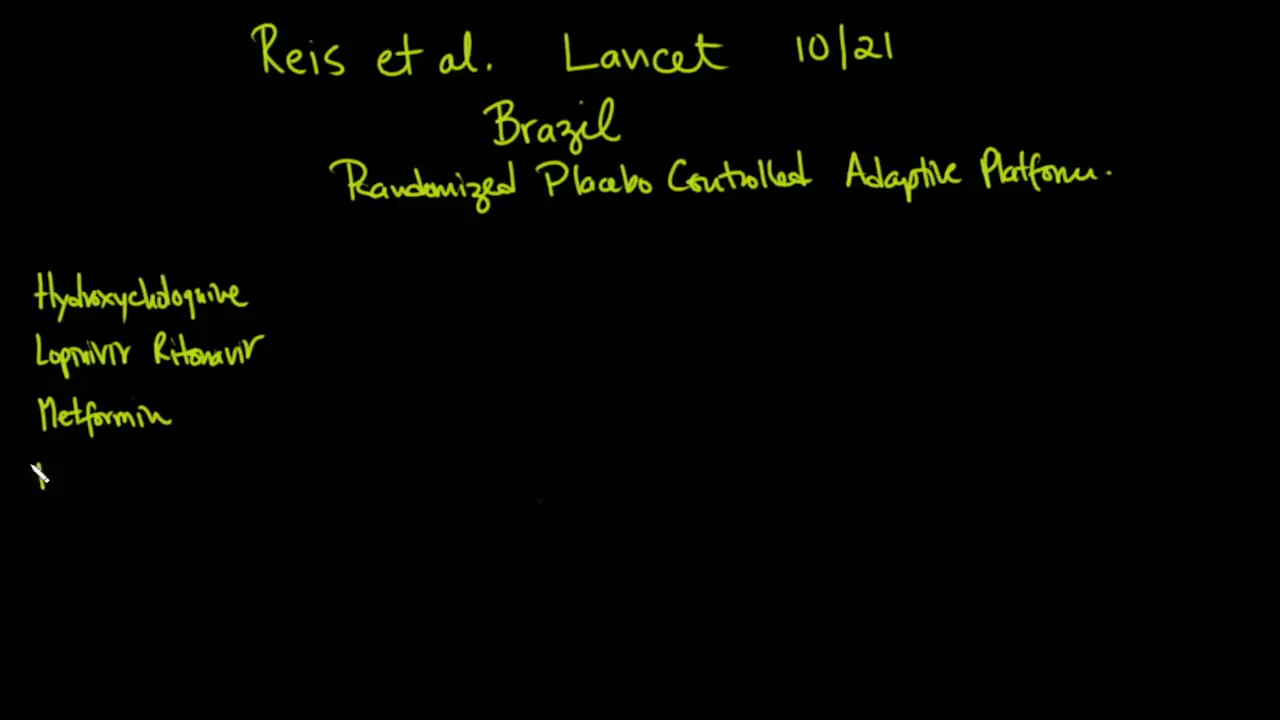 Reis et al. Lancet 10/21
Brazil
Randomized Placebo Controlled Adaptive Platform.
Hydroxychloroquine
Lopinivir Ritonavir
Metformin